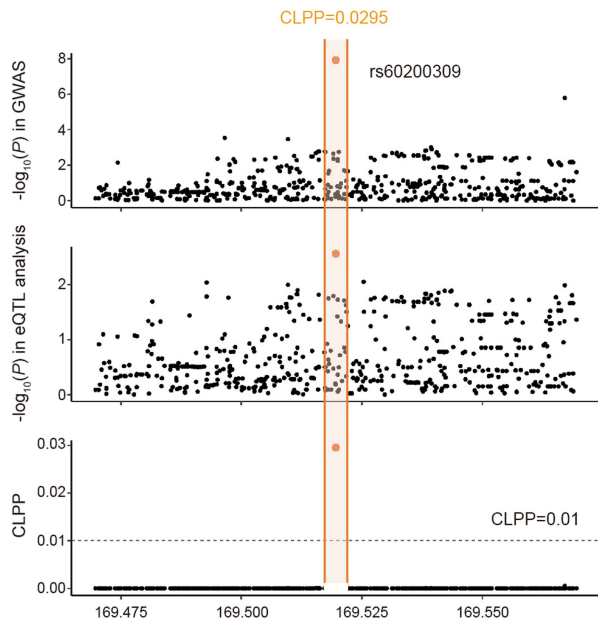 CLPP=0.0295
rs60200309
-log10(P) in GWAS
8
6
4
2
0
-log10(P) in eQTL analysis
2
1
0
CLPP
0.03
0.02
0.01
0.00
CLPP=0.01
169.475 169.500 169.525 169.550